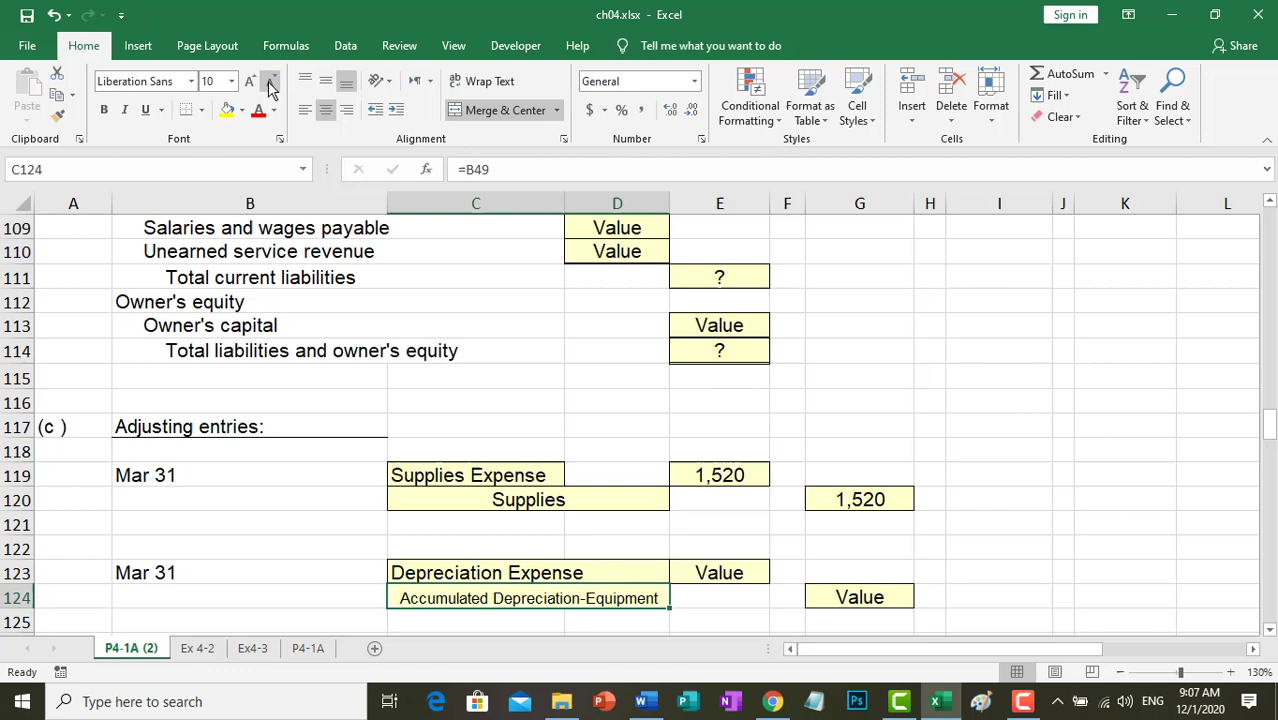 ch04.xlsx - Excel
Sign in
File Home Insert Page Layout Formulas Data Review View Developer Help Tell me what you want to do Share
Paste
Clipboard
Liberation Sans 10
B I U
Font
Wrap Text
Merge & Center
Alignment
General
$ % ,
Number
Conditional Formatting
Format Table
Cell Styles
Styles
Insert Delete Format
Cells
AutoSum
Fill
Clear
Sort & Filter
Find & Select
Editing
C124 fx =B49
A B C D E F G H I J K L
109 Salaries and wages payable Value
110 Unearned service revenue Value
111 Total current liabilities ?
112 Owner's equity
113 Owner's capital Value
114 Total liabilities and owner's equity ?
115
116
117 (c ) Adjusting entries:
118
119 Mar 31 Supplies Expense 1,520
120 Supplies 1,520
121
122
123 Mar 31 Depreciation Expense Value
124 Accumulated Depreciation-Equipment Value
125
P4-1A (2) Ex 4-2 Ex4-3 P4-1A
Ready 130%
Type here to search
ENG
9:07 AM
12/1/2020